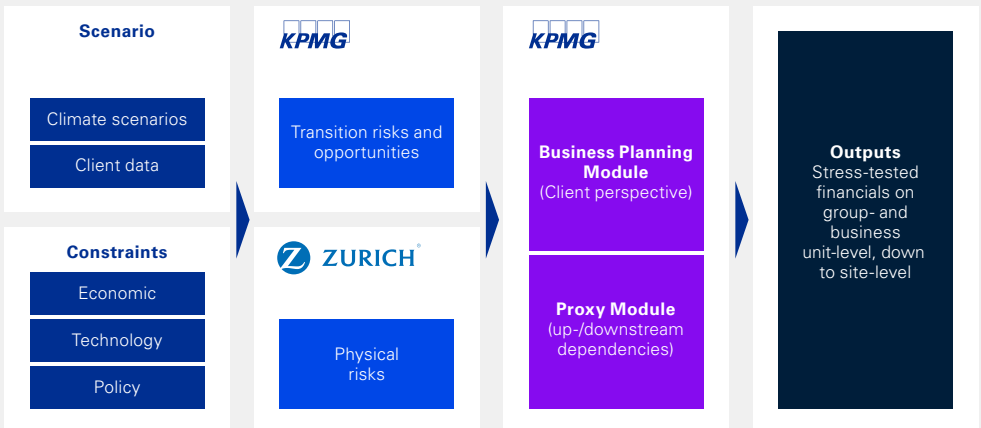 Scenario
Climate scenarios
Client data
Constraints
Economic
Technology
Policy
KPMG
Transition risks and
opportunities
ZURICH
Physical
risks
KPMG
Business Planning
Module
(Client perspective)
Proxy Module
(up-/downstream
dependencies)
Outputs
Stress-tested
financials on
group- and
business
unit-level, down
to site-level